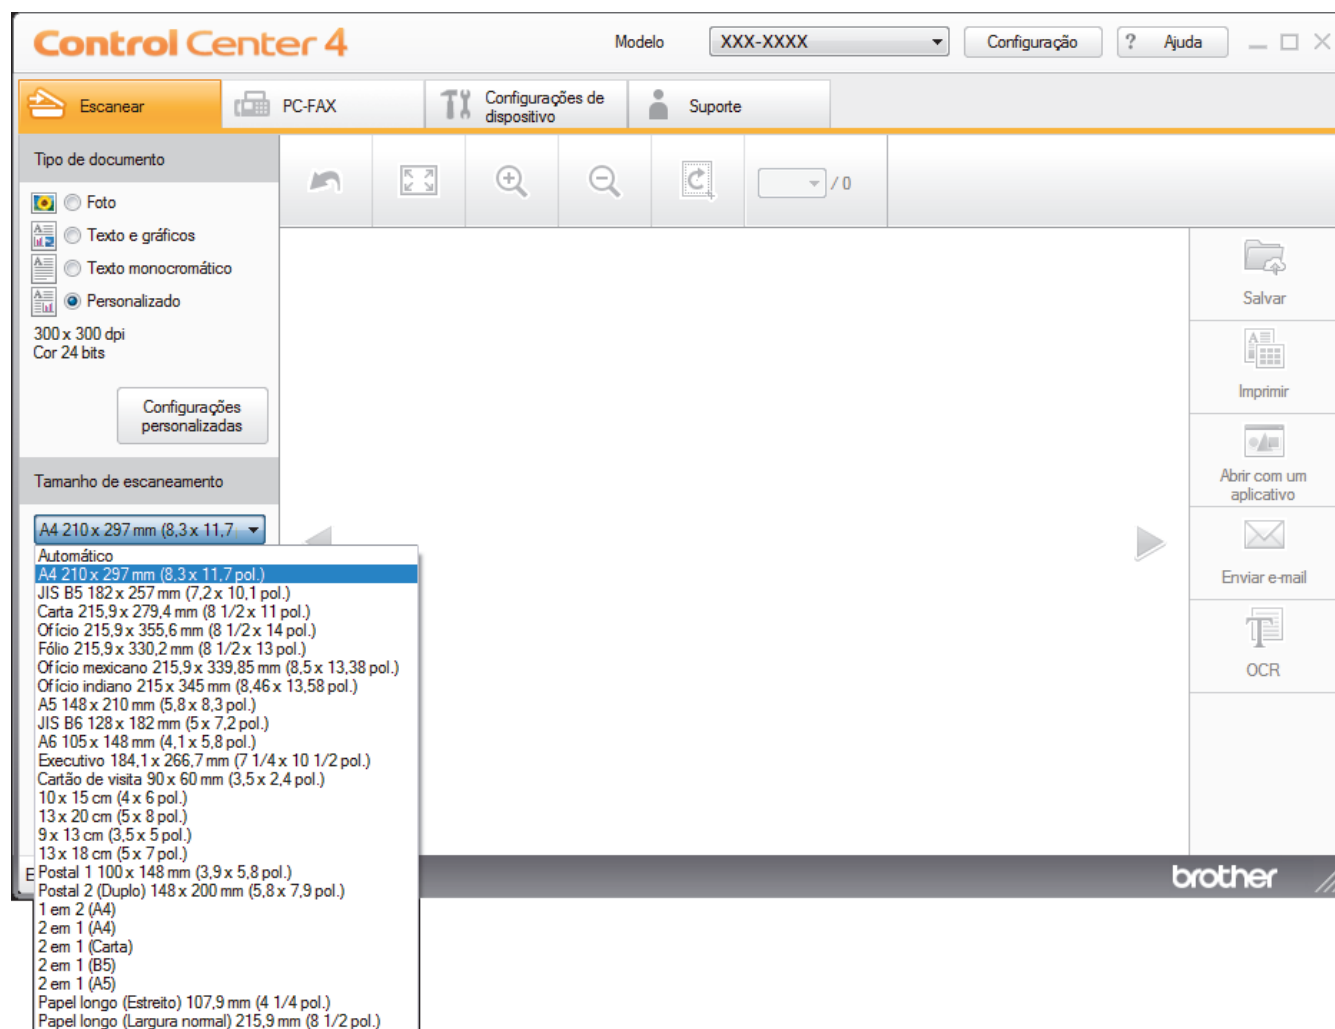 Control Center 4
Modelo
XXX-XXXX
Configuração
? Ajuda
Escanear
PC-FAX
Configurações de
dispositivo
Suporte
Tipo de documento
/ 0
Foto
Texto e gráficos
Texto monocromático
Personalizado
300 x 300 dpi
Cor 24 bits
Configurações
personalizadas
Tamanho de escaneamento
A4 210 x 297 mm (8,3 x 11,7
Automático
A4 210 x 297 mm (8,3 x 11,7 pol.)
JIS B5 182 x 257 mm (7,2 x 10,1 pol.)
Carta 215,9 x 279,4 mm (8 1/2 x 11 pol.)
Ofício 215,9 x 355,6 mm (8 1/2 x 14 pol.)
Fólio 215,9 x 330,2 mm (8 1/2 x 13 pol.)
Ofício mexicano 215,9 x 339,85 mm (8,5 x 13,38 pol.)
Ofício indiano 215 x 345 mm (8,46 x 13,58 pol.)
A5 148 x 210 mm (5,8 x 8,3 pol.)
JIS B6 128 x 182 mm (5 x 7,2 pol.)
A6 105 x 148 mm (4,1 x 5,8 pol.)
Executivo 184,1 x 266,7 mm (7 1/4 x 10 1/2 pol.)
Cartão de visita 90 x 60 mm (3,5 x 2,4 pol.)
10 x 15 cm (4 x 6 pol.)
13 x 20 cm (5 x 8 pol.)
9 x 13 cm (3,5 x 5 pol.)
13 x 18 cm (5 x 7 pol.)
Postal 1 100 x 148 mm (3,9 x 5,8 pol.)
Postal 2 (Duplo) 148 x 200 mm (5,8 x 7,9 pol.)
1 em 2 (A4)
2 em 1 (A4)
2 em 1 (Carta)
2 em 1 (B5)
2 em 1 (A5)
Papel longo (Estreito) 107,9 mm (4 1/4 pol.)
Papel longo (Largura normal) 215,9 mm (8 1/2 pol.)
Salvar
Imprimir
Abrir com um
aplicativo
Enviar e-mail
OCR
brother